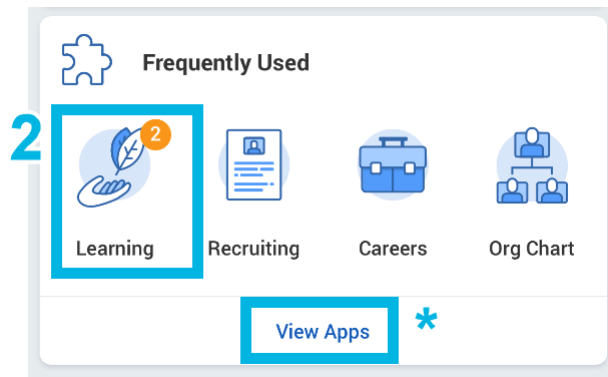 Frequently Used
2
2
Learning Recruiting Careers Org Chart
View Apps *